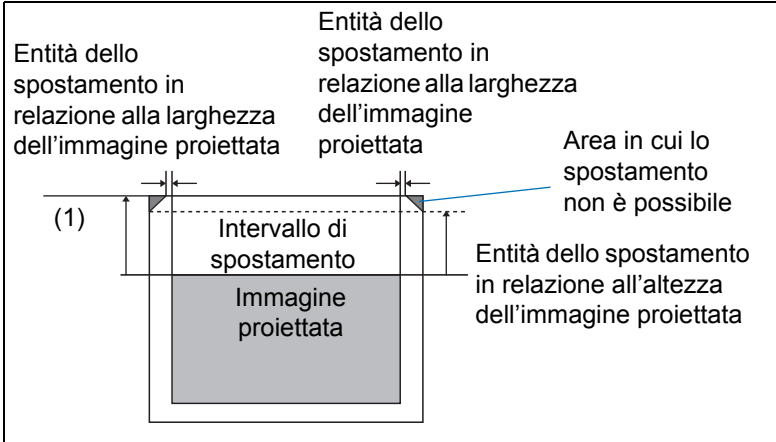 Entità dello
spostamento in
relazione alla larghezza
dell’immagine proiettata
Entità dello
spostamento in
relazione alla larghezza
dell’immagine
proiettata
Area in cui lo
spostamento
non è possibile
(1)
Intervallo di
spostamento
Entità dello spostamento
in relazione all’altezza
dell’immagine proiettata
Immagine
proiettata